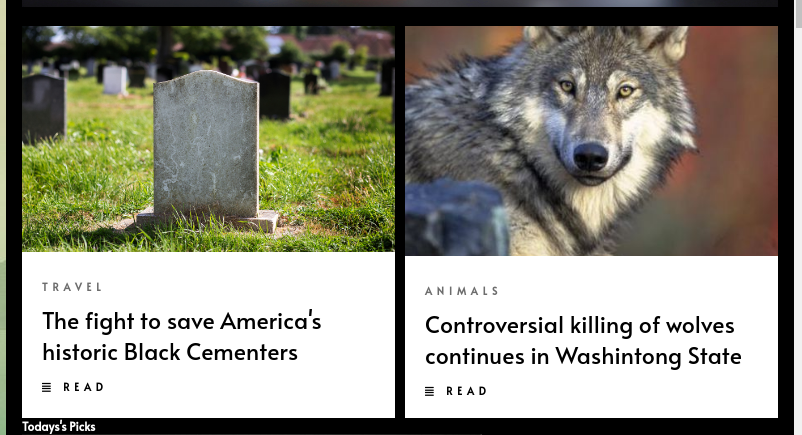 TRAVEL
The fight to save America's
historic Black Cementers
READ
ANIMALS
Controversial killing of wolves
continues in Washintong State
READ
Todays's Picks